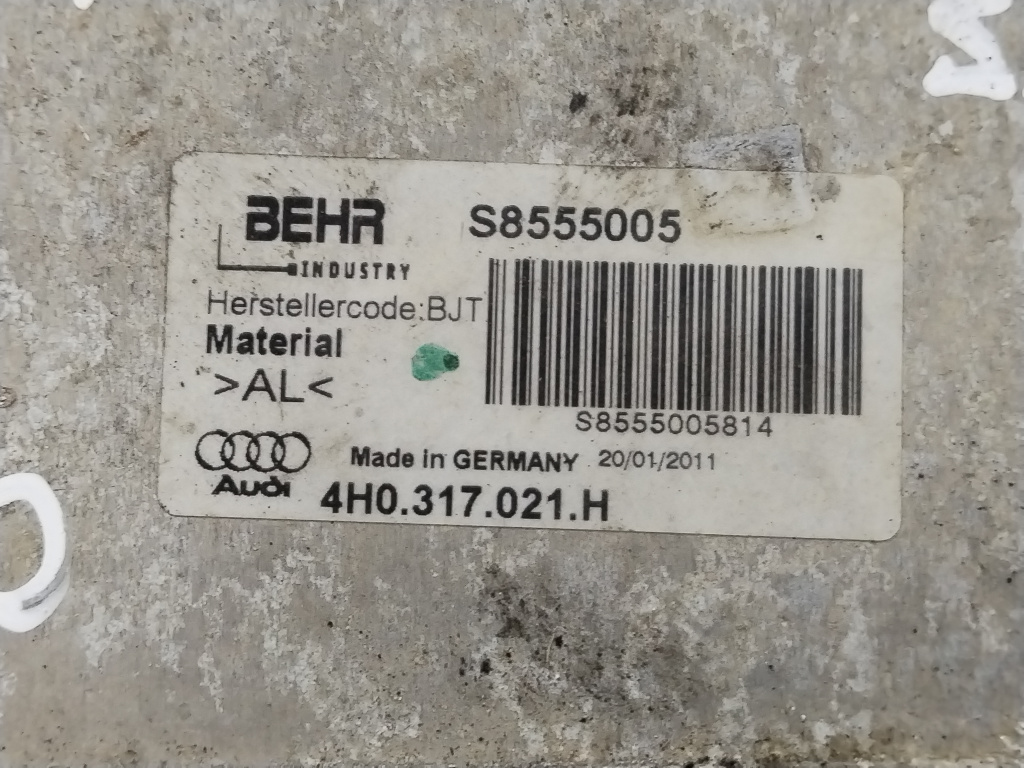 BEHR S8555005
INDUSTRY
Herstellercode:BJT
Material
>AL<
S8555005814
Audi Made in GERMANY 20/01/2011
4H0.317.021.H